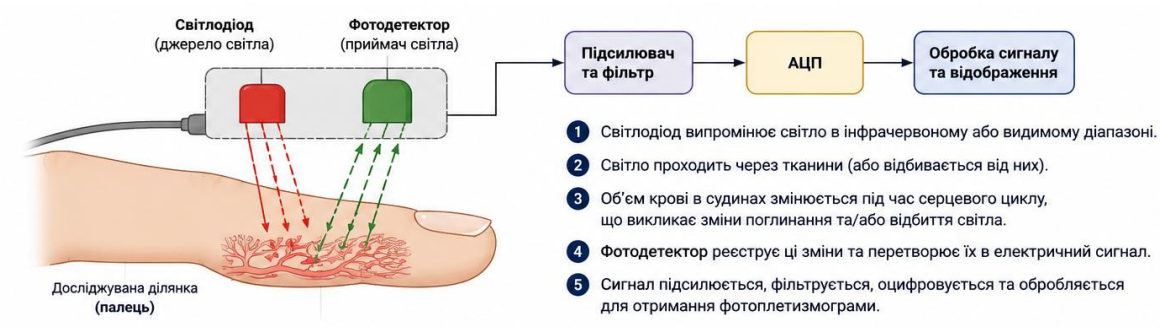 Світлодіод
(джерело світла)
Фотодетектор
(приймач світла)
Підсилювач
та фільтр
АЦП
Обробка сигналу
та відображення
Досліджувана ділянка
(палець)
1 Світлодіод випромінює світло в інфрачервоному або видимому діапазоні.
2 Світло проходить через тканини (або відбивається від них).
3 Об’єм крові в судинах змінюється під час серцевого циклу,
що викликає зміни поглинання та/або відбиття світла.
4 Фотодетектор реєструє ці зміни та перетворює їх в електричний сигнал.
5 Сигнал підсилюється, фільтрується, оцифровується та обробляється
для отримання фотоплетизмограми.